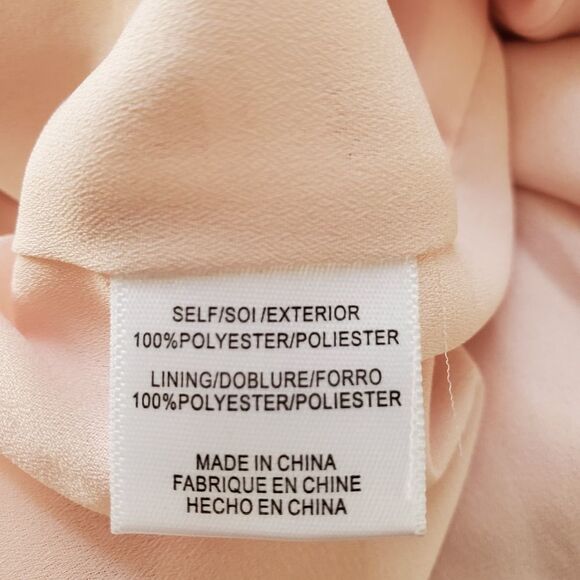 SELF/SOI/EXTERIOR
100%POLYESTER/POLIESTER
LINING/DOBLURE/FORRO
100%POLYESTER/POLIESTER
MADE IN CHINA
FABRIQUE EN CHINE
HECHO EN CHINA